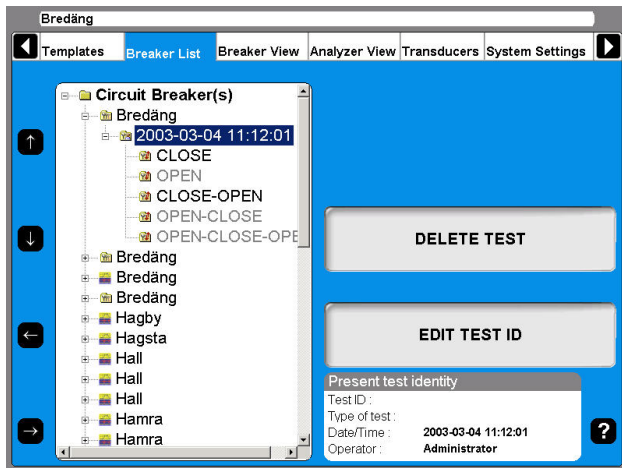 Bredäng
Templates Breaker List Breaker View Analyzer View Transducers System Settings
Circuit Breaker(s)
Bredäng
2003-03-04 11:12:01
CLOSE
OPEN
CLOSE-OPEN
OPEN-CLOSE
OPEN-CLOSE-OPE
Bredäng
Bredäng
Bredäng
Hagby
Hagsta
Hall
Hall
Hall
Hamra
Hamra
DELETE TEST
EDIT TEST ID
Present test identity
Test ID :
Type of test :
Date/Time : 2003-03-04 11:12:01
Operator : Administrator
?